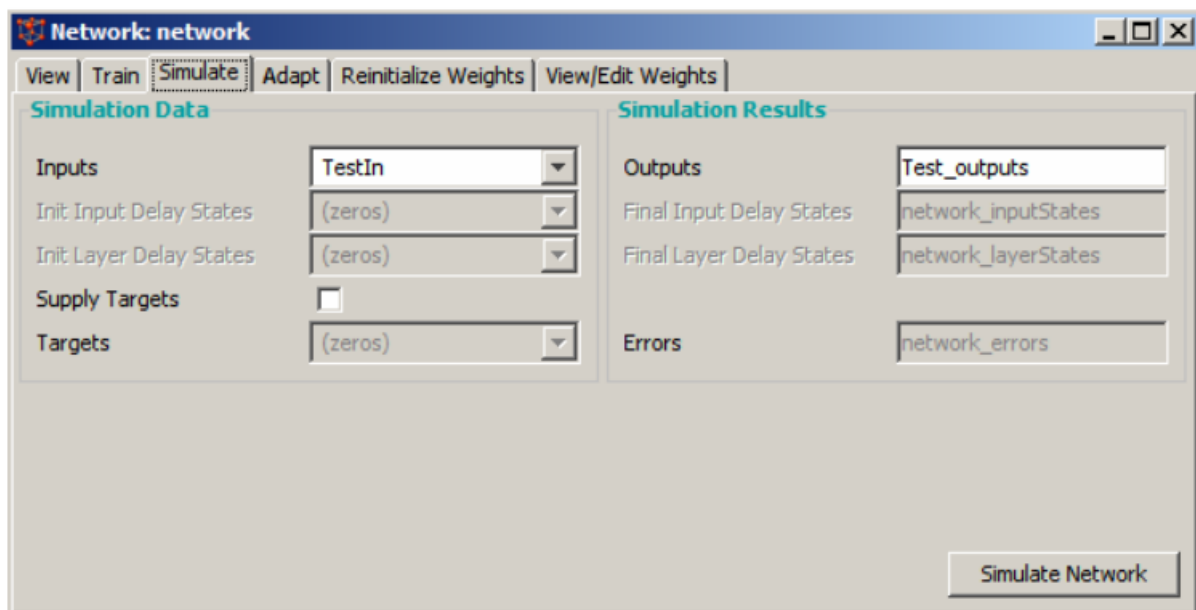 Network: network
View Train Simulate Adapt Reinitialize Weights View/Edit Weights
Simulation Data
Inputs TestIn
Init Input Delay States (zeros)
Init Layer Delay States (zeros)
Supply Targets
Targets (zeros)
Simulation Results
Outputs Test_outputs
Final Input Delay States network_inputStates
Final Layer Delay States network_layerStates
Errors network_errors
Simulate Network